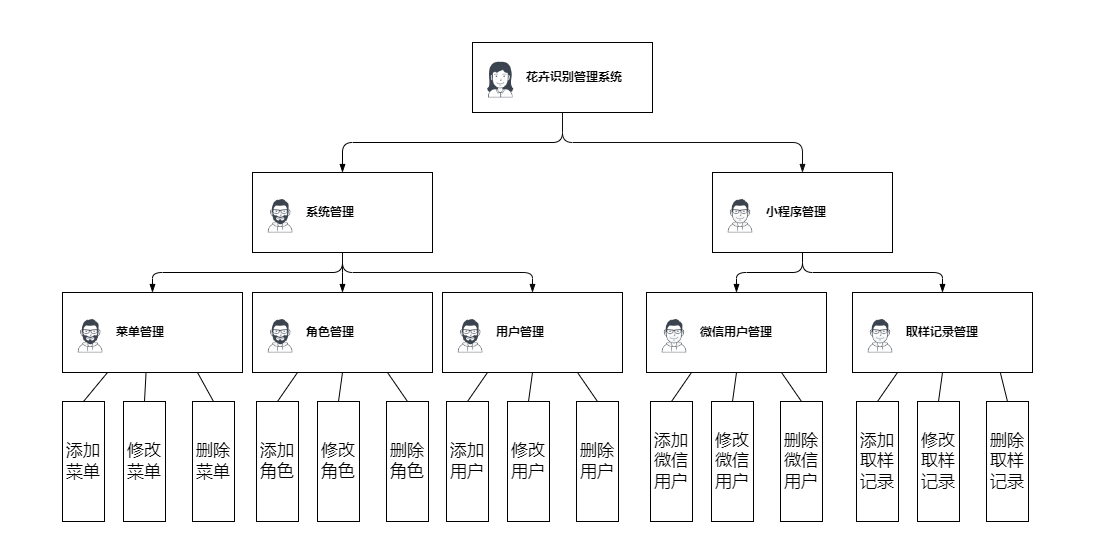 花卉识别管理系统
系统管理
小程序管理
菜单管理
角色管理
用户管理
微信用户管理
取样记录管理
添加
菜单
修改
菜单
删除
菜单
添加
角色
修改
角色
删除
角色
添加
用户
修改
用户
删除
用户
添加
微信
用户
修改
微信
用户
删除
微信
用户
添加
取样
记录
修改
取样
记录
删除
取样
记录